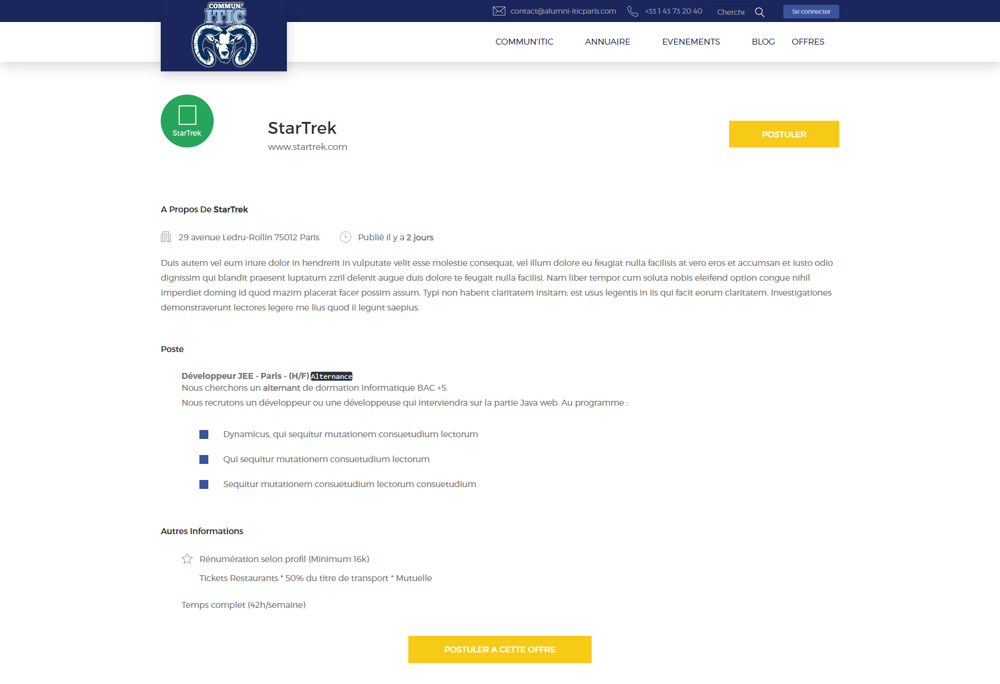 COMMUN'
ITIC
contact@alumni-iticparis.com
+33 1 43 73 20 40
Cherche
Se connecter
COMMUN'ITIC
ANNUAIRE
EVENEMENTS
BLOG
OFFRES
StarTrek
StarTrek
www.startrek.com
POSTULER
A Propos De StarTrek
29 avenue Ledru-Rollin 75012 Paris
Publié il y a 2 jours
Duis autem vel eum iriure dolor in hendrerit in vulputate velit esse molestie consequat, vel illum dolore eu feugiat nulla facilisis at vero eros et accumsan et iusto odio
dignissim qui blandit praesent luptatum zzril delenit augue duis dolore te feugait nulla facilisi. Nam liber tempor cum soluta nobis eleifend option congue nihil
imperdiet doming id quod mazim placerat facer possim assum. Typi non habent claritatem insitam; est usus legentis in iis qui facit eorum claritatem. Investigationes
demonstraverunt lectores legere me lius quod ii legunt saepius.
Poste
Développeur JEE - Paris - (H/F) Alternance
Nous cherchons un alternant de dormation Informatique BAC +5.
Nous recrutons un développeur ou une développeuse qui interviendra sur la partie Java web. Au programme :
Dynamicus, qui sequitur mutationem consuetudium lectorum
Qui sequitur mutationem consuetudium lectorum
Sequitur mutationem consuetudium lectorum consuetudium
Autres Informations
Rénumération selon profil (Minimum 16k)
Tickets Restaurants * 50% du titre de transport * Mutuelle
Temps complet (42h/semaine)
POSTULER A CETTE OFFRE